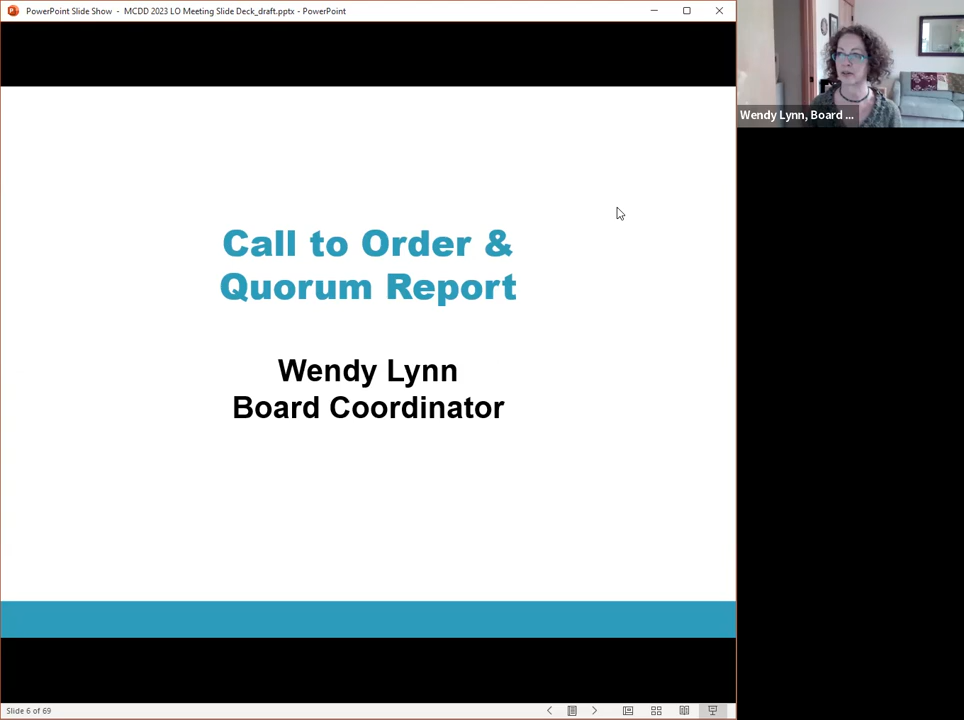 PowerPoint Slide Show - MCDD 2023 LO Meeting Slide Deck_draft.pptx - PowerPoint
Wendy Lynn, Board ...
Call to Order &
Quorum Report
Wendy Lynn
Board Coordinator
Slide 6 of 69